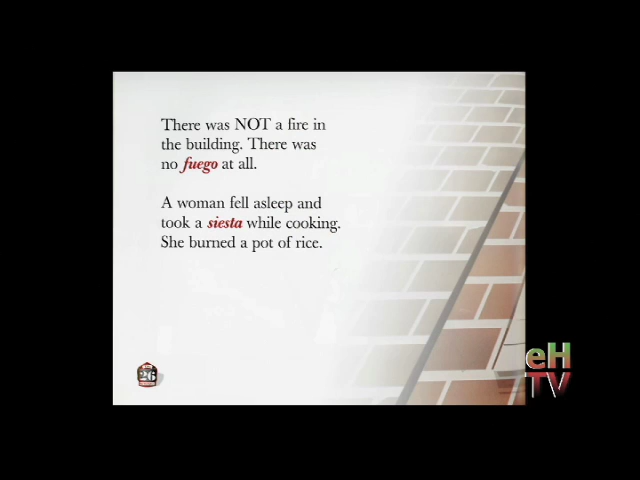 There was NOT a fire in
the building. There was
no fuego at all.
A woman fell asleep and
took a siesta while cooking.
She burned a pot of rice.
26
eH
TV